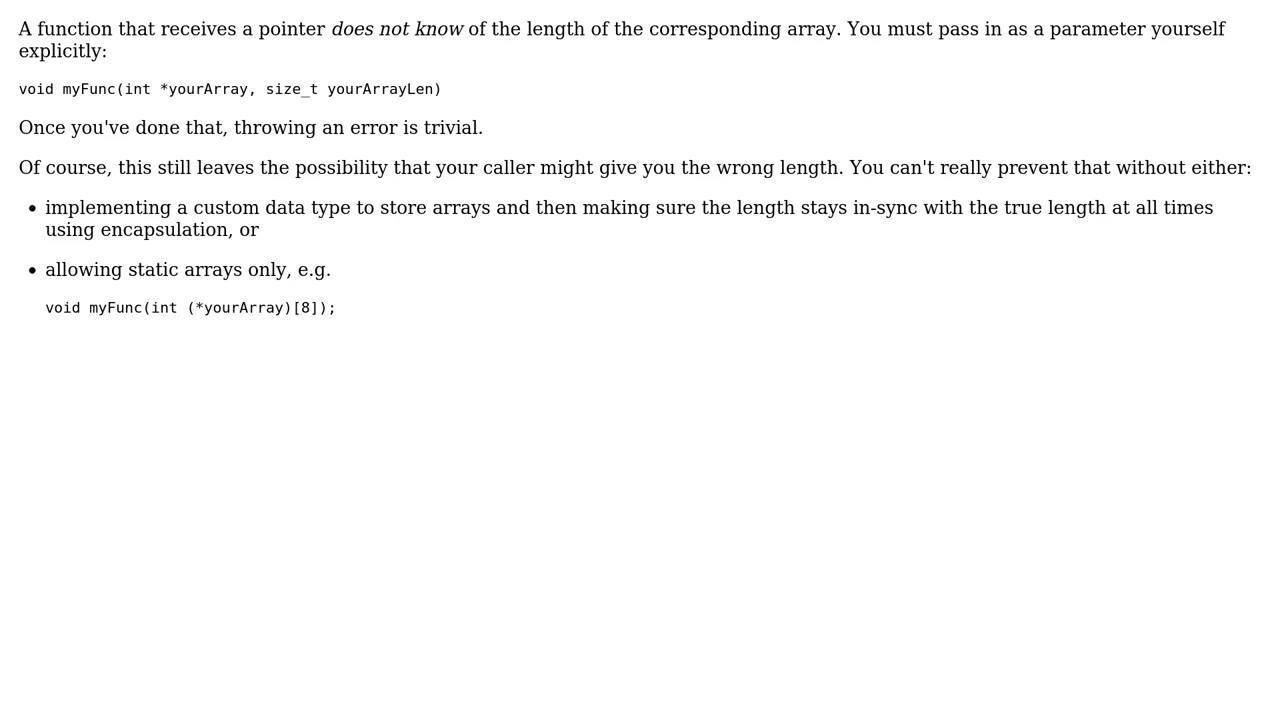 A function that receives a pointer does not know of the length of the corresponding array. You must pass in as a parameter yourself
explicitly:
void myFunc(int *yourArray, size_t yourArrayLen)
Once you've done that, throwing an error is trivial.
Of course, this still leaves the possibility that your caller might give you the wrong length. You can't really prevent that without either:
• implementing a custom data type to store arrays and then making sure the length stays in-sync with the true length at all times
using encapsulation, or
• allowing static arrays only, e.g.
void myFunc(int (*yourArray)[8]);